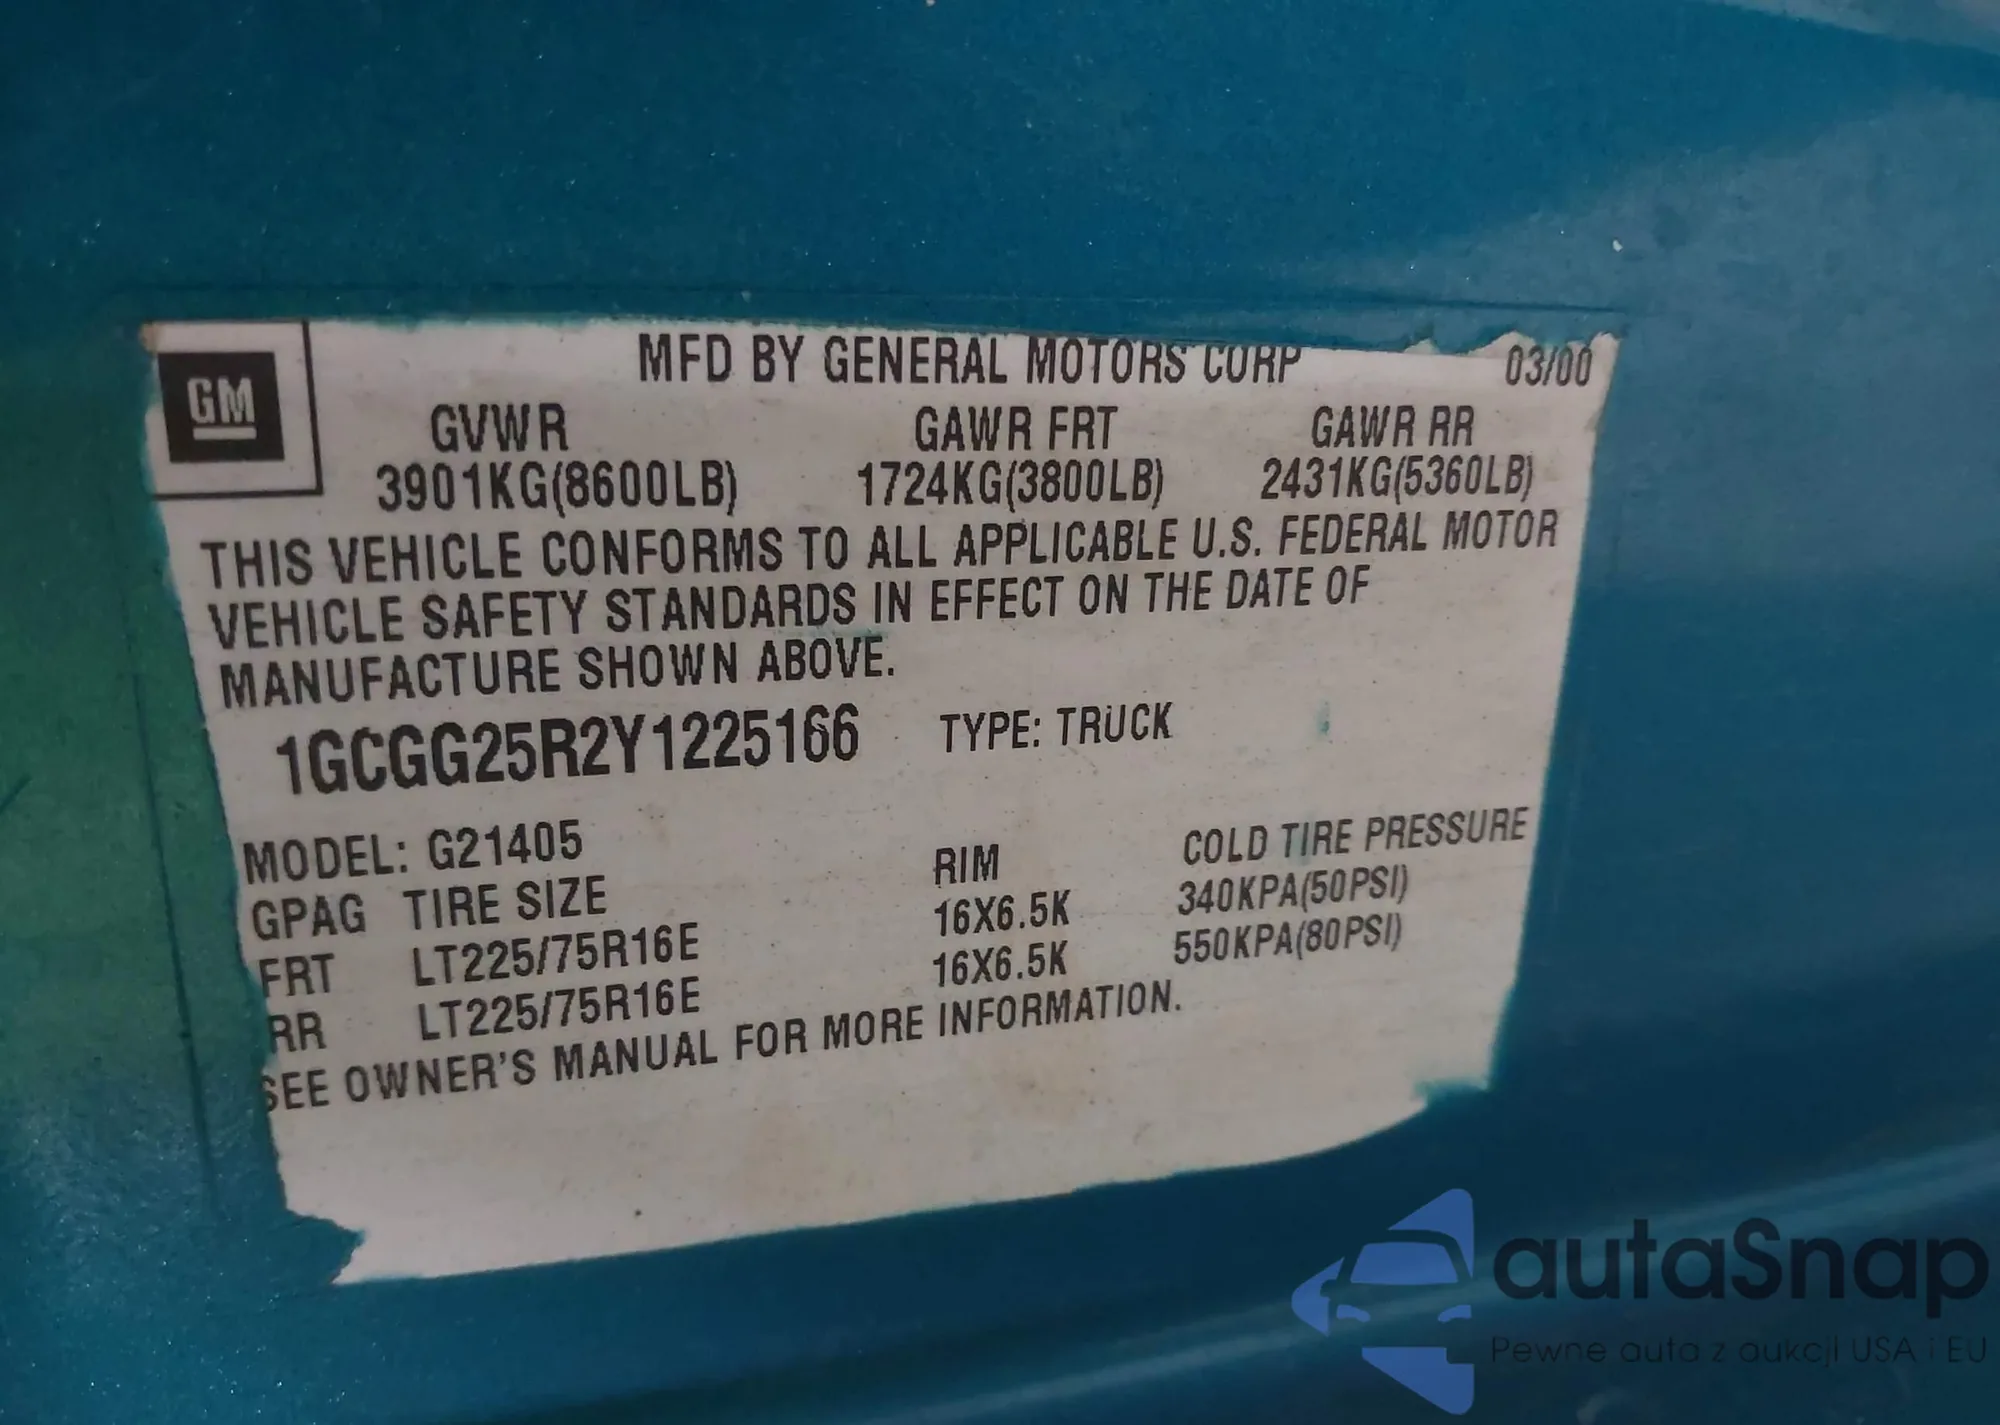 GM
MFD BY GENERAL MOTORS CORP 03/00
GVWR GAWR FRT GAWR RR
3901KG(8600LB) 1724KG(3800LB) 2431KG(5360LB)
THIS VEHICLE CONFORMS TO ALL APPLICABLE U.S. FEDERAL MOTOR
VEHICLE SAFETY STANDARDS IN EFFECT ON THE DATE OF
MANUFACTURE SHOWN ABOVE.
1GCGG25R2Y1225166 TYPE: TRUCK
MODEL: G21405
GPAG TIRE SIZE RIM COLD TIRE PRESSURE
FRT LT225/75R16E 16X6.5K 340KPA(50PSI)
RR LT225/75R16E 16X6.5K 550KPA(80PSI)
SEE OWNER'S MANUAL FOR MORE INFORMATION.
autaSnap
Pewne auta z aukcji USA i EU